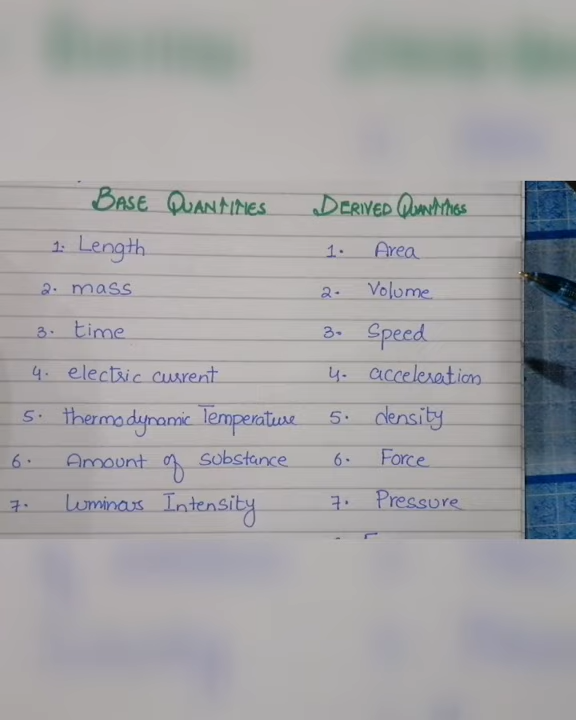 BASE QUANTITIES DERIVED QUANTITIES
1. Length 1. Area
2. mass 2. Volume
3. time 3. Speed
4. electric current 4. acceleration
5. thermodynamic Temperature 5. density
6. Amount of substance 6. Force
7. Luminous Intensity 7. Pressure